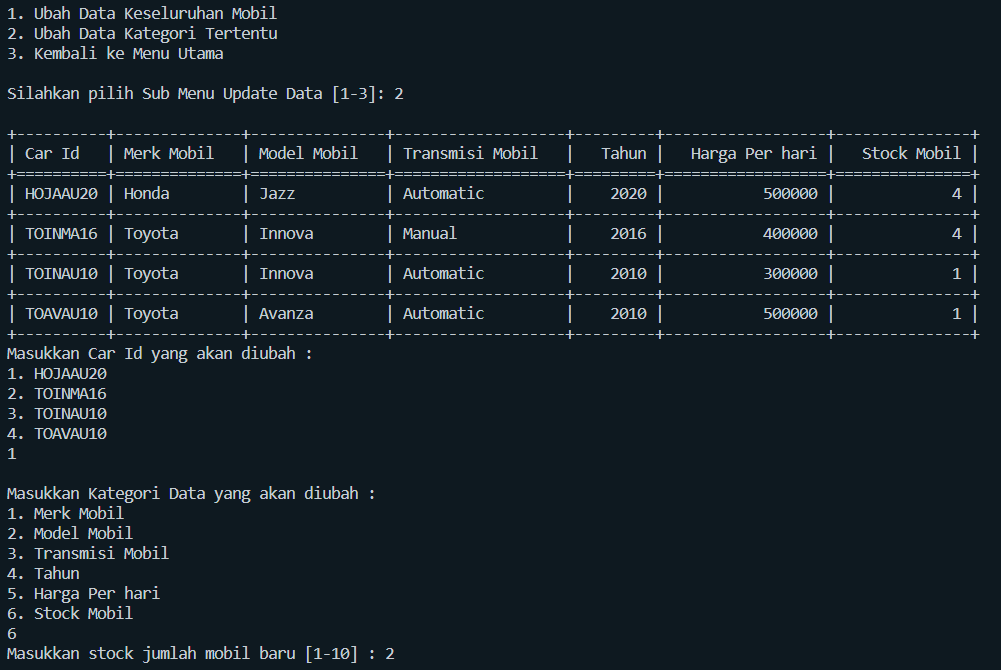 1. Ubah Data Keseluruhan Mobil
2. Ubah Data Kategori Tertentu
3. Kembali ke Menu Utama
Silahkan pilih Sub Menu Update Data [1-3]: 2
+----------+--------------+---------------+-------------------+---------+------------------+---------------+
| Car Id   | Merk Mobil   | Model Mobil   | Transmisi Mobil   |   Tahun |   Harga Per hari |   Stock Mobil |
+==========+==============+===============+===================+=========+==================+===============+
| HOJAAU20 | Honda        | Jazz          | Automatic         |    2020 |           500000 |             4 |
+----------+--------------+---------------+-------------------+---------+------------------+---------------+
| TOINMA16 | Toyota       | Innova        | Manual            |    2016 |           400000 |             4 |
+----------+--------------+---------------+-------------------+---------+------------------+---------------+
| TOINAU10 | Toyota       | Innova        | Automatic         |    2010 |           300000 |             1 |
+----------+--------------+---------------+-------------------+---------+------------------+---------------+
| TOAVAU10 | Toyota       | Avanza        | Automatic         |    2010 |           500000 |             1 |
+----------+--------------+---------------+-------------------+---------+------------------+---------------+
Masukkan Car Id yang akan diubah :
1. HOJAAU20
2. TOINMA16
3. TOINAU10
4. TOAVAU10
1
Masukkan Kategori Data yang akan diubah :
1. Merk Mobil
2. Model Mobil
3. Transmisi Mobil
4. Tahun
5. Harga Per hari
6. Stock Mobil
6
Masukkan stock jumlah mobil baru [1-10] : 2